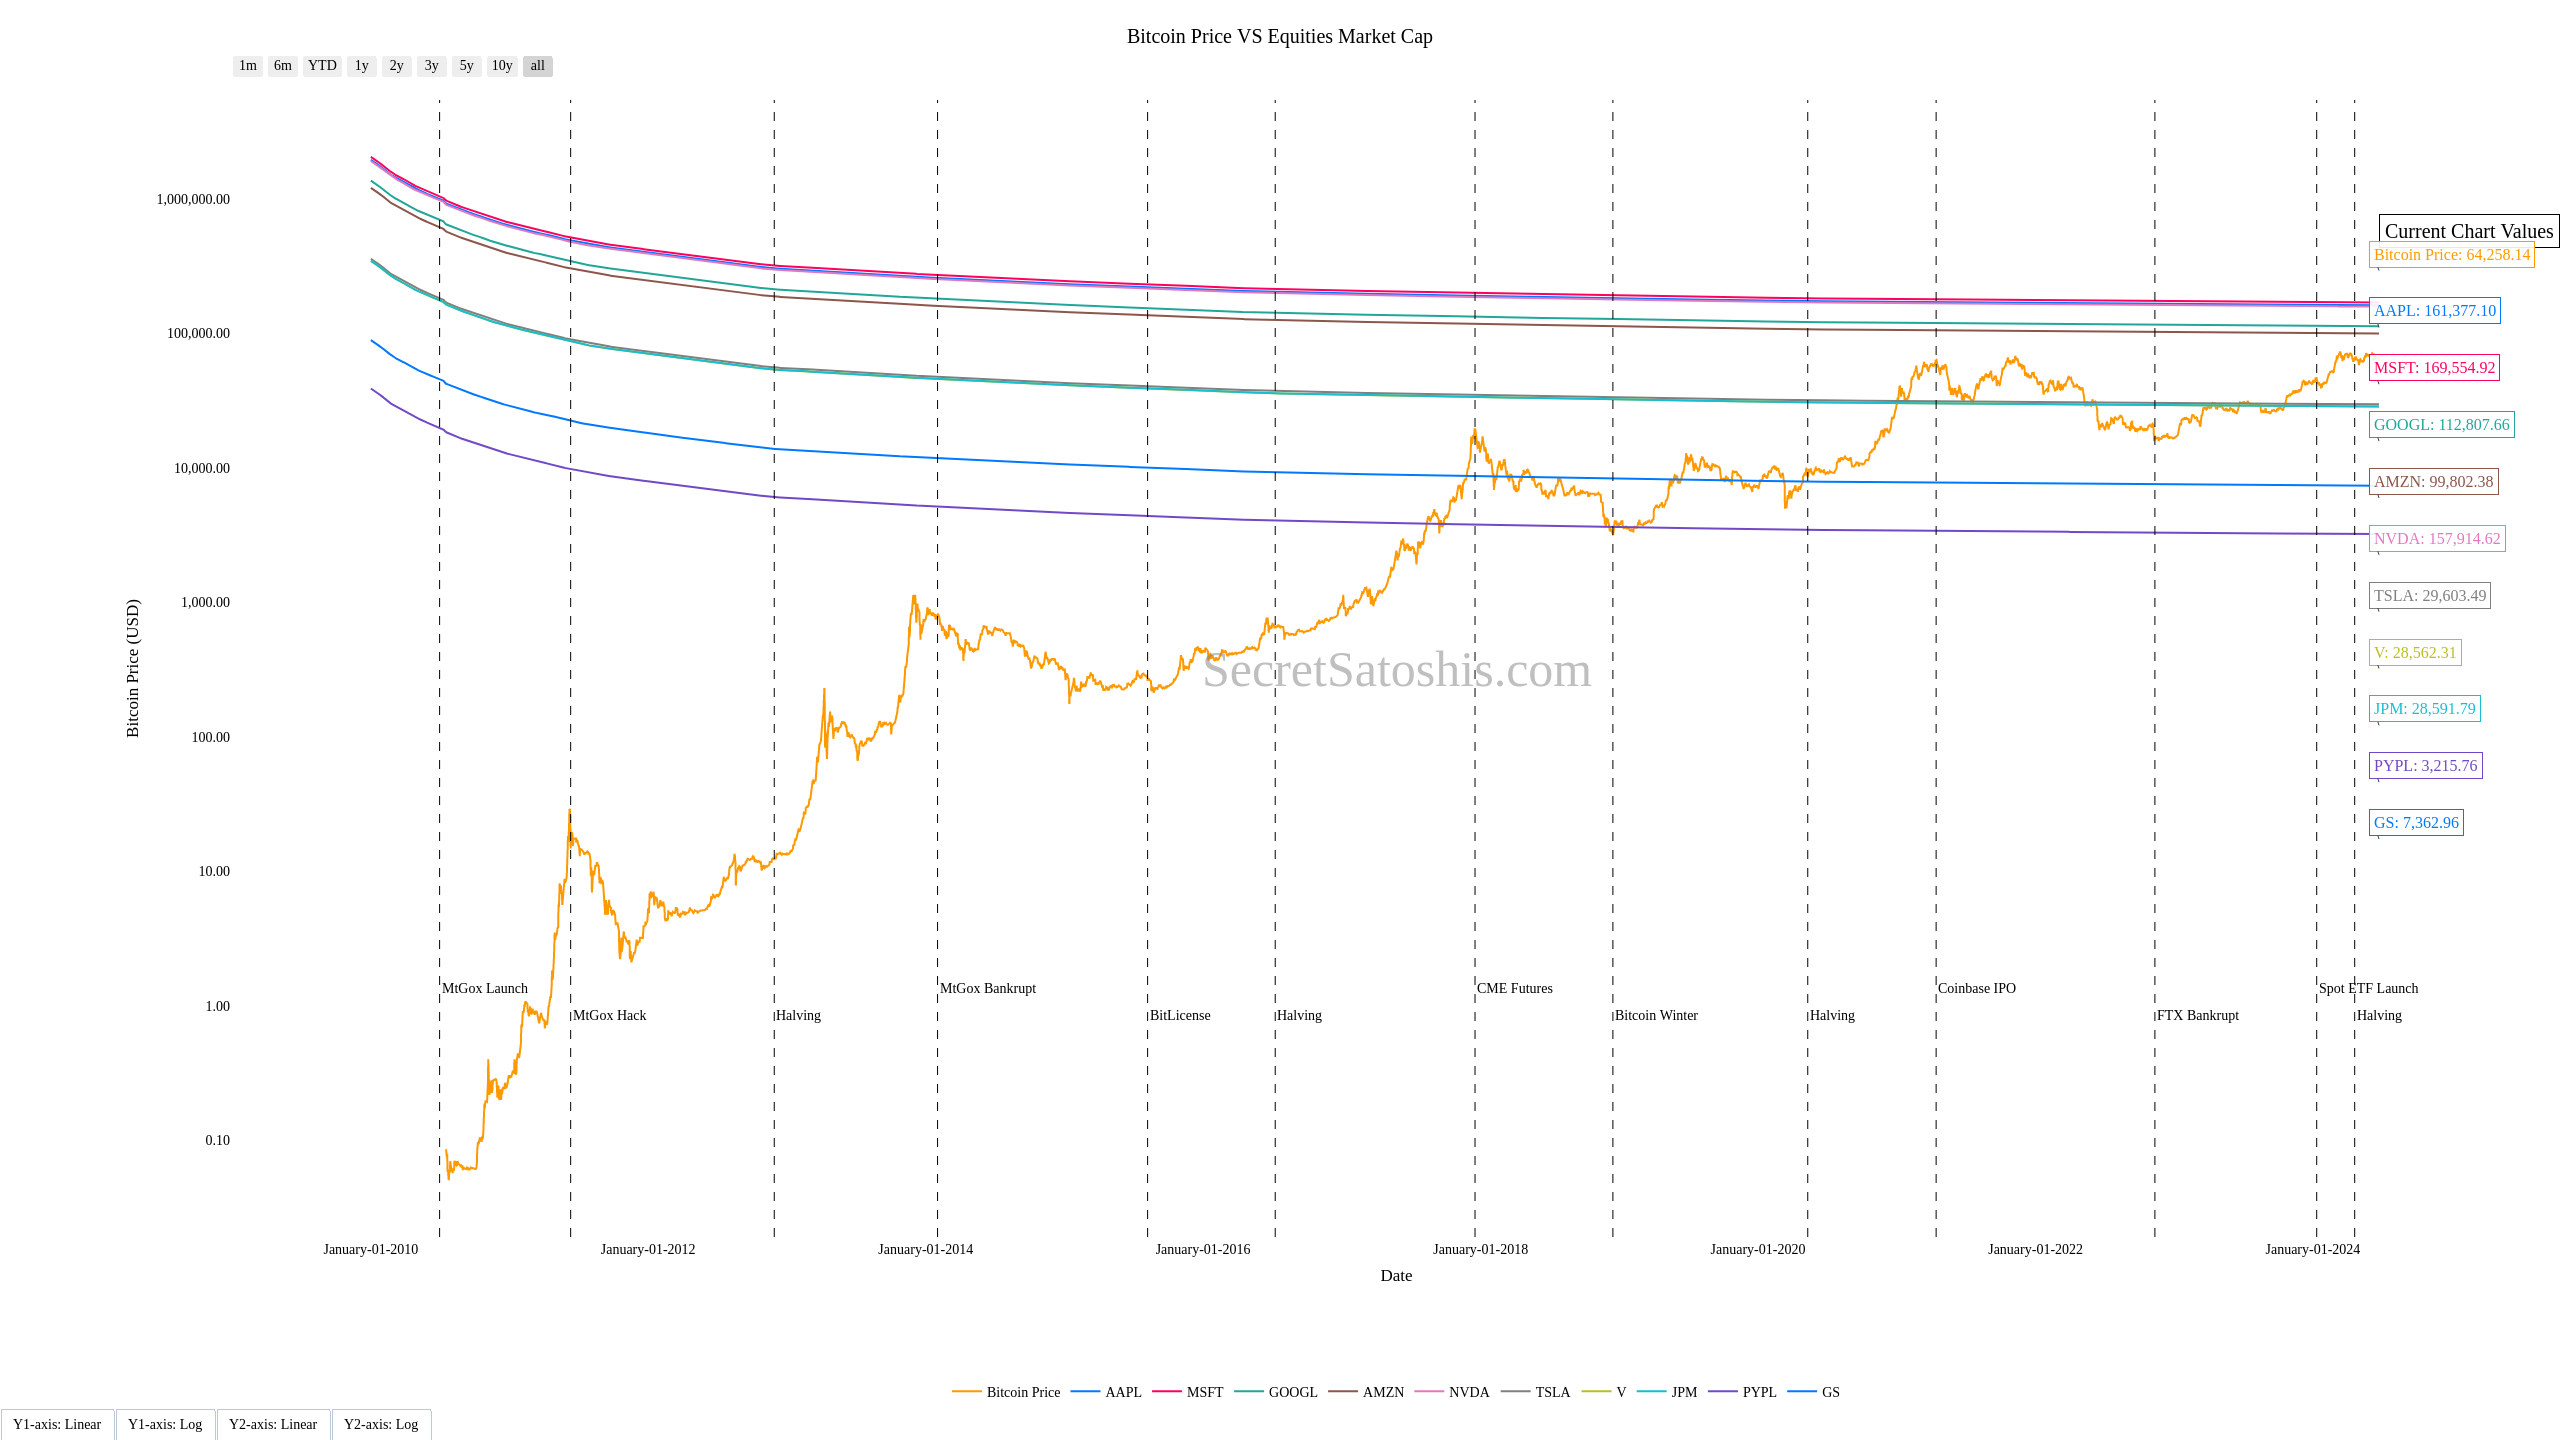 Bitcoin Price VS Equities Market Cap
1m 6m YTD 1y 2y 3y 5y 10y all
1,000,000.00
100,000.00
10,000.00
1,000.00
100.00
10.00
1.00
0.10
Bitcoin Price (USD)
Current Chart Values
Bitcoin Price: 64,258.14
AAPL: 161,377.10
MSFT: 169,554.92
GOOGL: 112,807.66
AMZN: 99,802.38
NVDA: 157,914.62
TSLA: 29,603.49
V: 28,562.31
JPM: 28,591.79
PYPL: 3,215.76
GS: 7,362.96
SecretSatoshis.com
MtGox Launch MtGox Bankrupt CME Futures Coinbase IPO Spot ETF Launch
MtGox Hack Halving BitLicense Halving Bitcoin Winter Halving FTX Bankrupt Halving
January-01-2010 January-01-2012 January-01-2014 January-01-2016 January-01-2018 January-01-2020 January-01-2022 January-01-2024
Date
Bitcoin Price AAPL MSFT GOOGL AMZN NVDA TSLA V JPM PYPL GS
Y1-axis: Linear Y1-axis: Log Y2-axis: Linear Y2-axis: Log